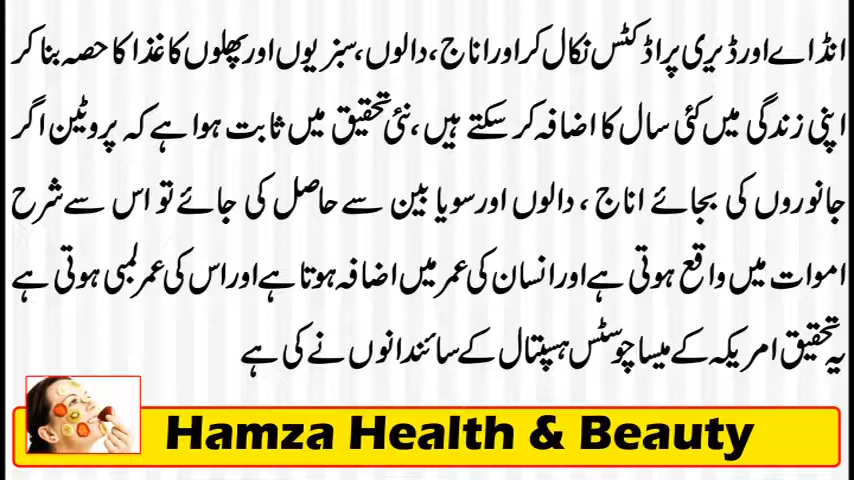 انڈاے اور ڈیری پراڈکٹس نکال کر اور اناج ، دالوں ، سبزیوں اور پھلوں کا غذا کا حصہ بنا کر
اپنی زندگی میں کئی سال کا اضافہ کر سکتے ہیں ، نئی تحقیق میں ثابت ہوا ہے کہ پروٹین اگر
جانوروں کی بجائے اناج ، دالوں اور سویا بین سے حاصل کی جائے تو اس سے شرح
اموات میں واقع ہوتی ہے اور انسان کی عمر میں اضافہ ہوتا ہے اور اس کی عمر لمبی ہوتی ہے
یہ تحقیق امریکہ کے میساچوسٹس ہسپتال کے سائندانوں نے کی ہے
Hamza Health & Beauty